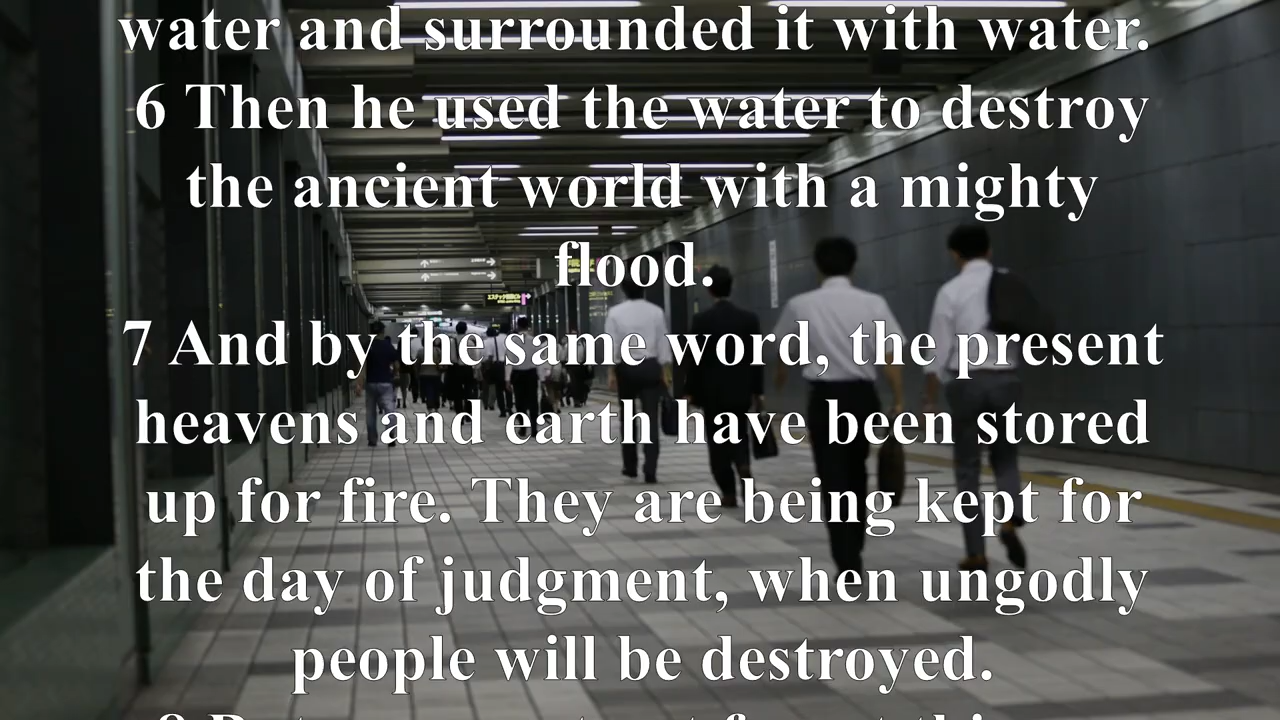 water and surrounded it with water.
6 Then he used the water to destroy
the ancient world with a mighty
flood.
7 And by the same word, the present
heavens and earth have been stored
up for fire. They are being kept for
the day of judgment, when ungodly
people will be destroyed.